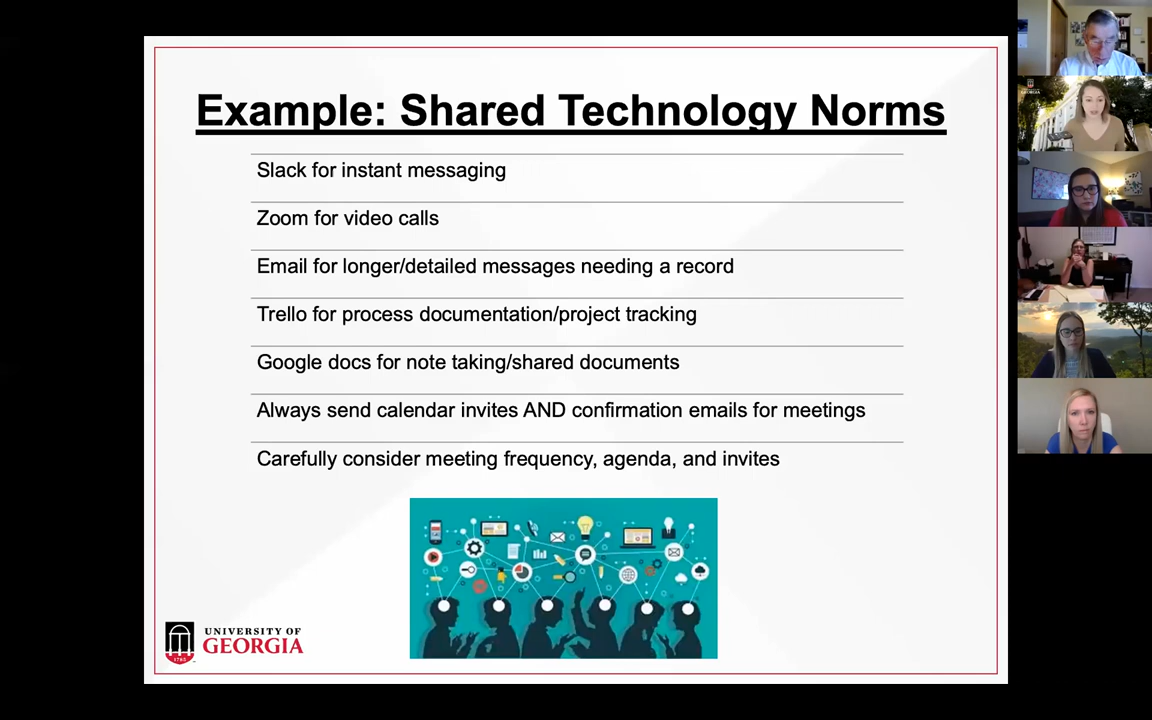 Example: Shared Technology Norms
Slack for instant messaging
Zoom for video calls
Email for longer/detailed messages needing a record
Trello for process documentation/project tracking
Google docs for note taking/shared documents
Always send calendar invites AND confirmation emails for meetings
Carefully consider meeting frequency, agenda, and invites
1785
UNIVERSITY OF
GEORGIA
GEORGIA